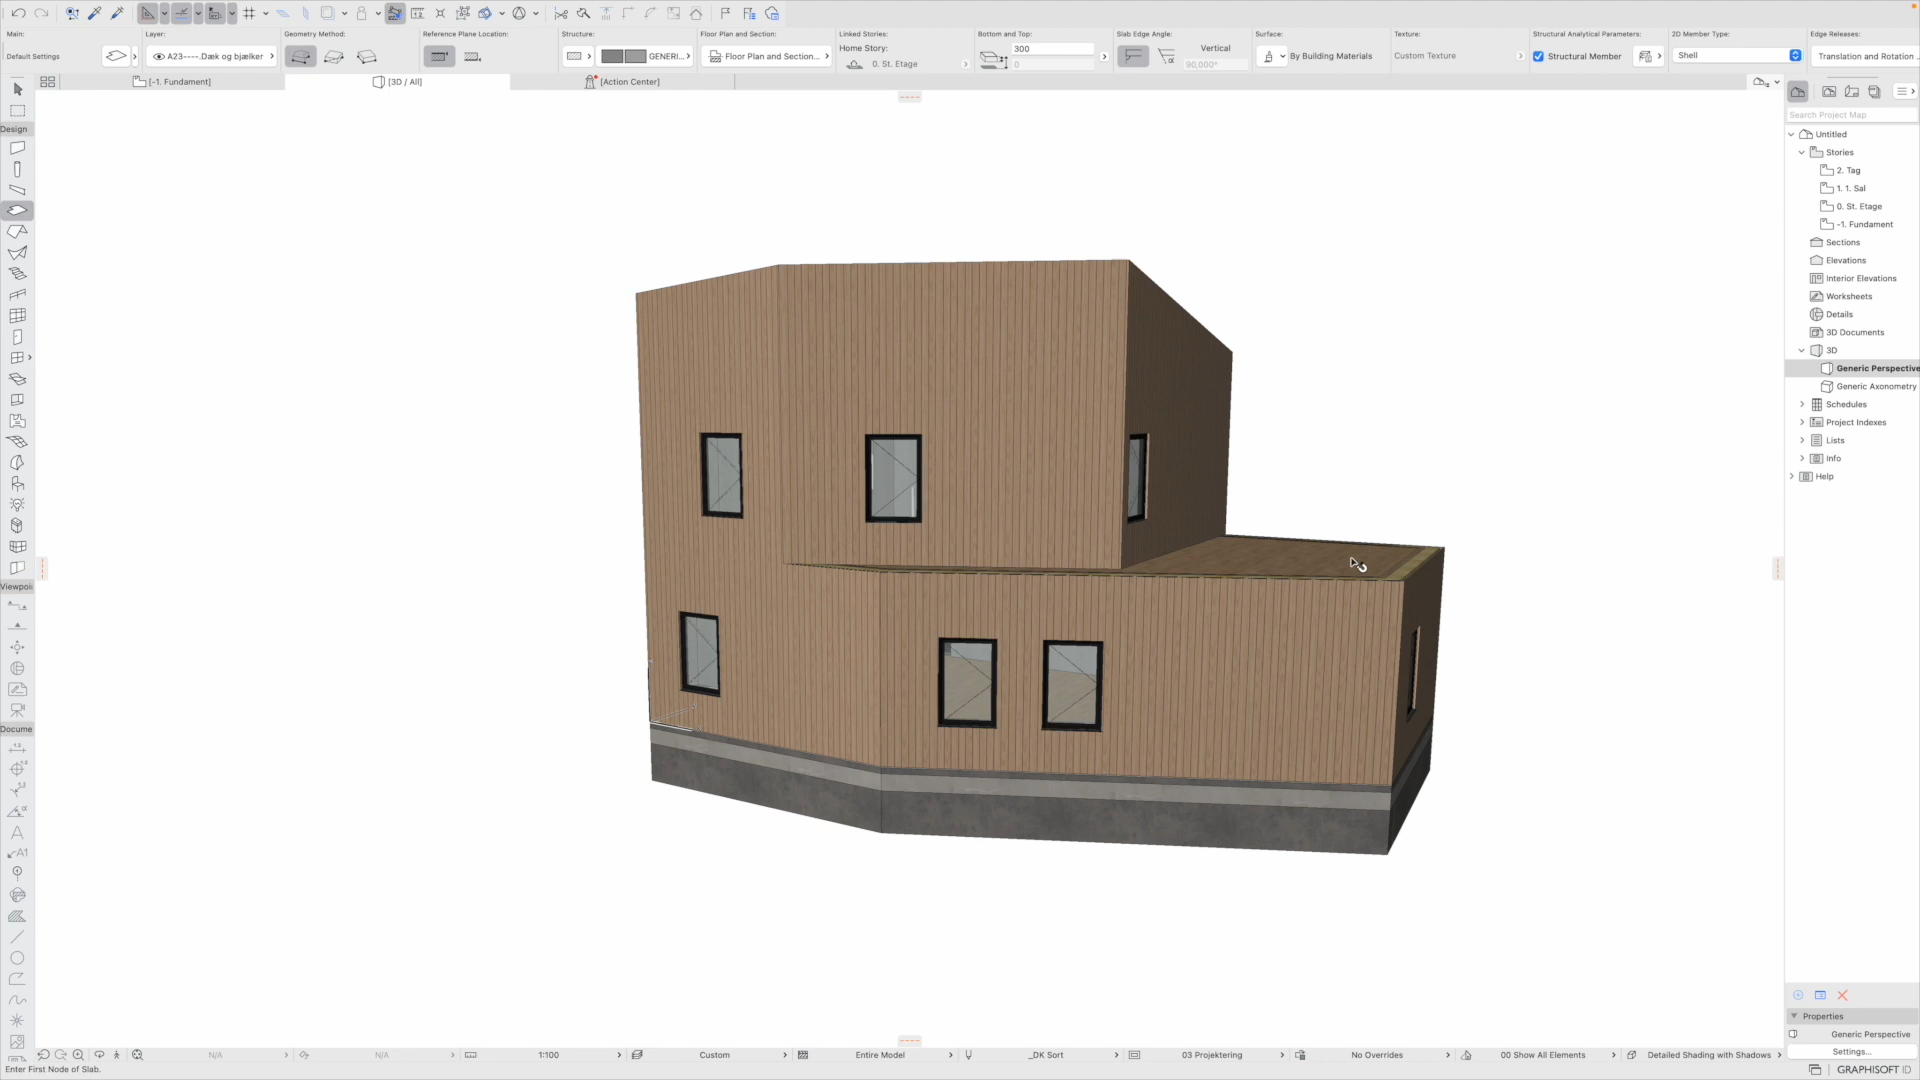 Main:
Layer:
Geometry Method:
Reference Plane Location:
Structure:
Floor Plan and Section:
Linked Stories:
Bottom and Top:
Slab Edge Angle:
Surface:
Texture:
Structural Analytical Parameters:
2D Member Type:
Edge Releases:
Default Settings
A23----.Dæk og bjælker
GENERI...
Floor Plan and Section...
Home Story:
0. St. Etage
300
0
Vertical
90,000°
By Building Materials
Custom Texture
Structural Member
Shell
Translation and Rotation ...
[-1. Fundament]
[3D / All]
[Action Center]
Search Project Map
Design
Untitled
Stories
2. Tag
1. 1. Sal
0. St. Etage
-1. Fundament
Sections
Elevations
Interior Elevations
Worksheets
Details
3D Documents
3D
Generic Perspective
Generic Axonometry
Schedules
Project Indexes
Lists
Info
Help
Viewpoi
Docume
A
A1
Properties
Generic Perspective
Settings...
N/A
N/A
1:100
Custom
Entire Model
_DK Sort
03 Projektering
No Overrides
00 Show All Elements
Detailed Shading with Shadows
Enter First Node of Slab.
GRAPHISOFT ID